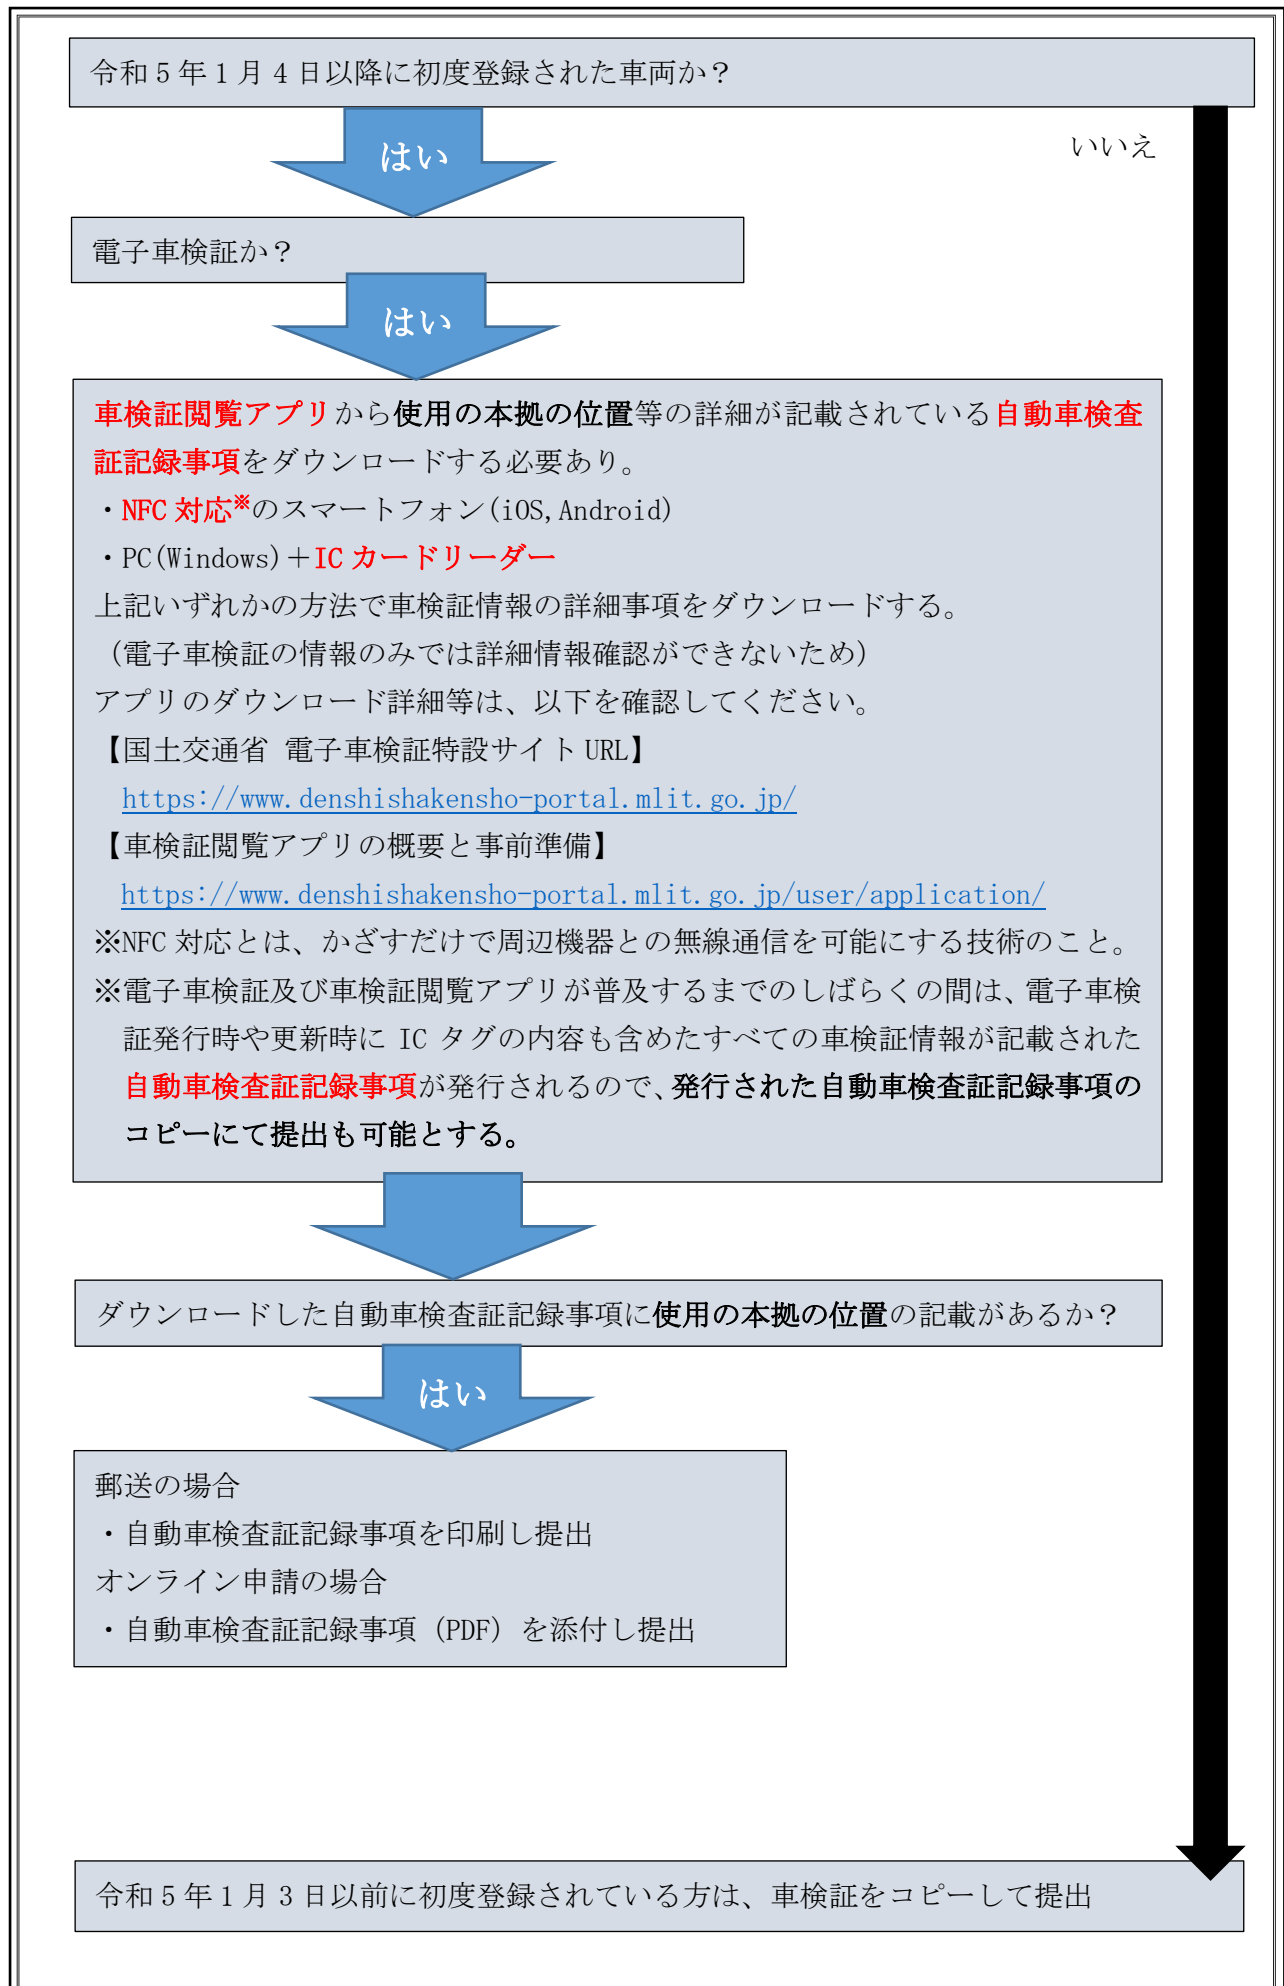 令和５年１月４日以降に初度登録された車両か？
はい
いいえ
電子車検証か？
はい
車検証閲覧アプリから使用の本拠の位置等の詳細が記載されている自動車検査
証記録事項をダウンロードする必要あり。
・NFC 対応※のスマートフォン(iOS,Android)
・PC(Windows)＋IC カードリーダー
上記いずれかの方法で車検証情報の詳細事項をダウンロードする。
（電子車検証の情報のみでは詳細情報確認ができないため）
アプリのダウンロード詳細等は、以下を確認してください。
【国土交通省 電子車検証特設サイト URL】
https://www.denshishakensho-portal.mlit.go.jp/
【車検証閲覧アプリの概要と事前準備】
https://www.denshishakensho-portal.mlit.go.jp/user/application/
※NFC 対応とは、かざすだけで周辺機器との無線通信を可能にする技術のこと。
※電子車検証及び車検証閲覧アプリが普及するまでのしばらくの間は、電子車検
証発行時や更新時に IC タグの内容も含めたすべての車検証情報が記載された
自動車検査証記録事項が発行されるので、発行された自動車検査証記録事項の
コピーにて提出も可能とする。
ダウンロードした自動車検査証記録事項に使用の本拠の位置の記載があるか？
はい
郵送の場合
・自動車検査証記録事項を印刷し提出
オンライン申請の場合
・自動車検査証記録事項（PDF）を添付し提出
令和５年１月３日以前に初度登録されている方は、車検証をコピーして提出